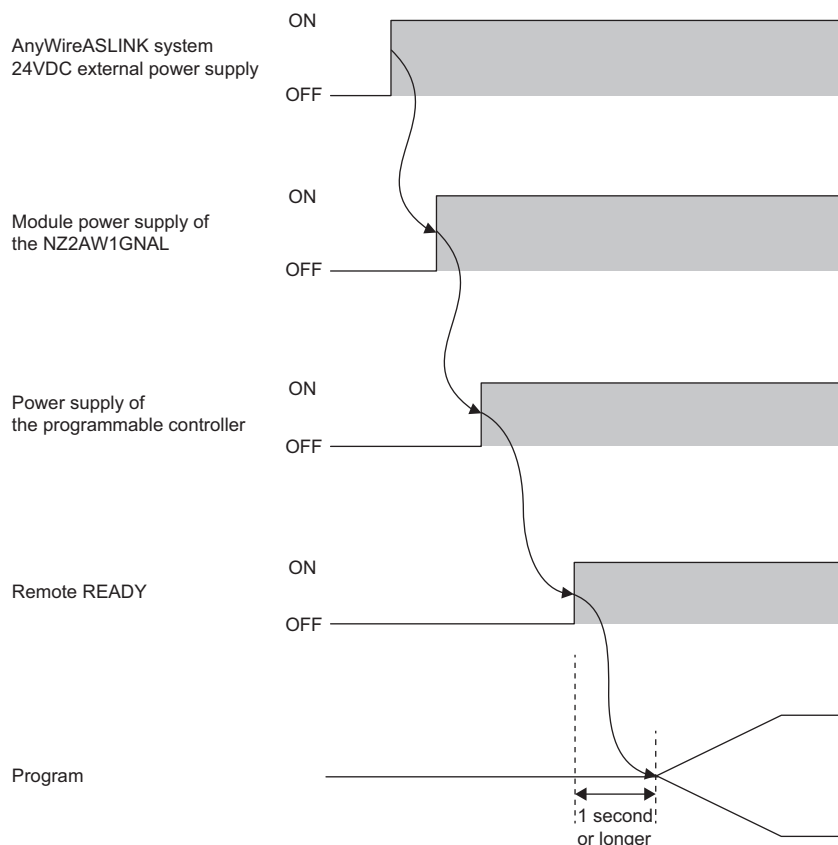 ON
AnyWireASLINK system
24VDC external power supply
OFF
ON
Module power supply of
the NZ2AW1GNAL
OFF
ON
Power supply of
the programmable controller
OFF
ON
Remote READY
OFF
Program
1 second
or longer